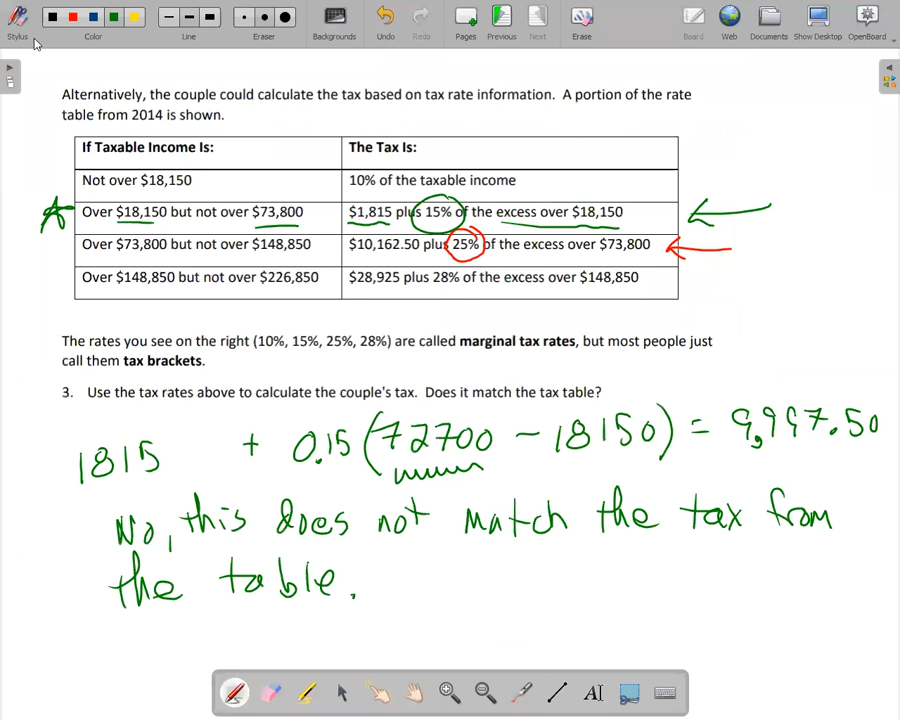 Stylus Color Line Eraser Backgrounds Undo Redo Pages Previous Next Erase Board Web Documents Show Desktop OpenBoard
Alternatively, the couple could calculate the tax based on tax rate information. A portion of the rate
table from 2014 is shown.
If Taxable Income Is: The Tax Is:
Not over $18,150 10% of the taxable income
Over $18,150 but not over $73,800 $1,815 plus 15% of the excess over $18,150
Over $73,800 but not over $148,850 $10,162.50 plus 25% of the excess over $73,800
Over $148,850 but not over $226,850 $28,925 plus 28% of the excess over $148,850
The rates you see on the right (10%, 15%, 25%, 28%) are called marginal tax rates, but most people just
call them tax brackets.
3. Use the tax rates above to calculate the couple's tax. Does it match the tax table?
1815 + 0.15 (72700 - 18150) = 9,997.50
No, this does not match the tax from
the table.